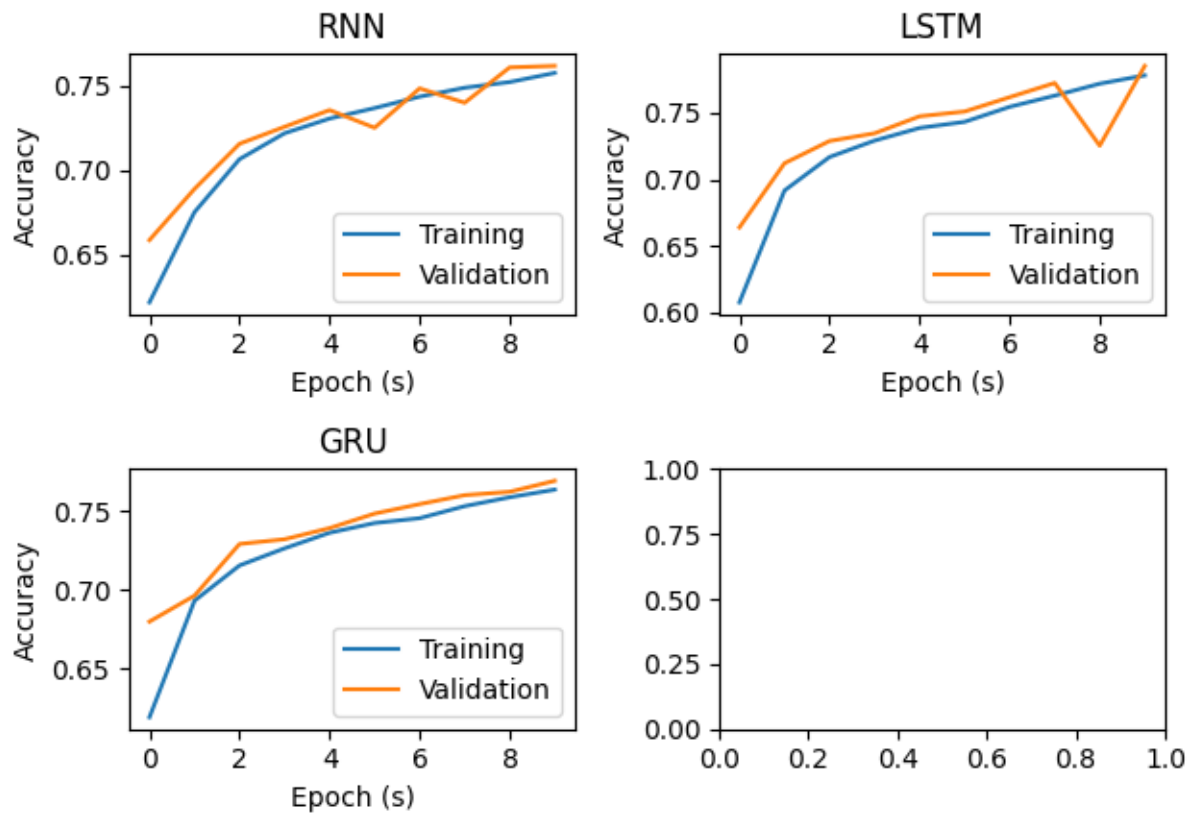 RNN
Accuracy
0.75
0.70
0.65
Training
Validation
0 2 4 6 8
Epoch (s)
LSTM
Accuracy
0.75
0.70
0.65
0.60
Training
Validation
0 2 4 6 8
Epoch (s)
GRU
Accuracy
0.75
0.70
0.65
Training
Validation
0 2 4 6 8
Epoch (s)
1.00
0.75
0.50
0.25
0.00
0.0 0.2 0.4 0.6 0.8 1.0